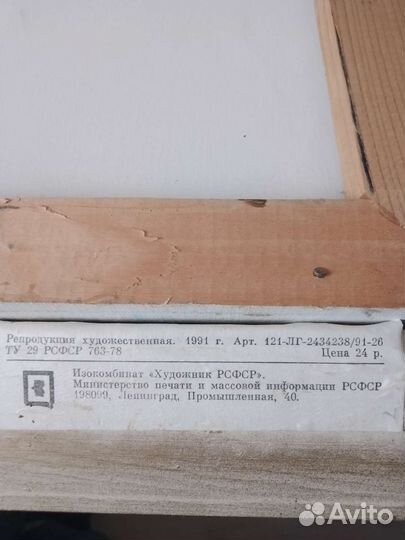 Репродукция художественная. 1991 г. Арт. 121-ЛГ-2434238/91-26
ТУ 29 РСФСР 763-78 Цена 24 р.
Изокомбинат «Художник РСФСР».
Министерство печати и массовой информации РСФСР
198099, Ленинград, Промышленная, 40.
Avito